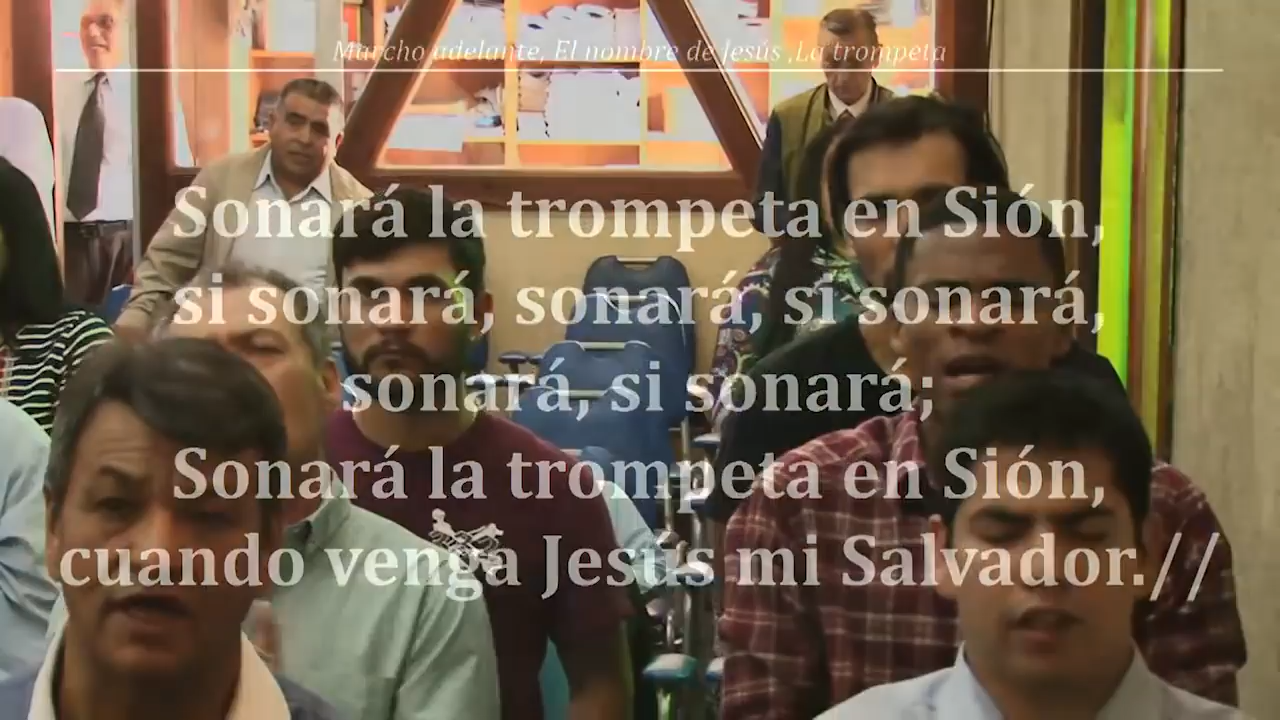 Marcho adelante, El nombre de Jesús ,La trompeta
Sonará la trompeta en Sión,
si sonará, sonará, si sonará,
sonará, si sonará;
Sonará la trompeta en Sión,
cuando venga Jesús mi Salvador.//